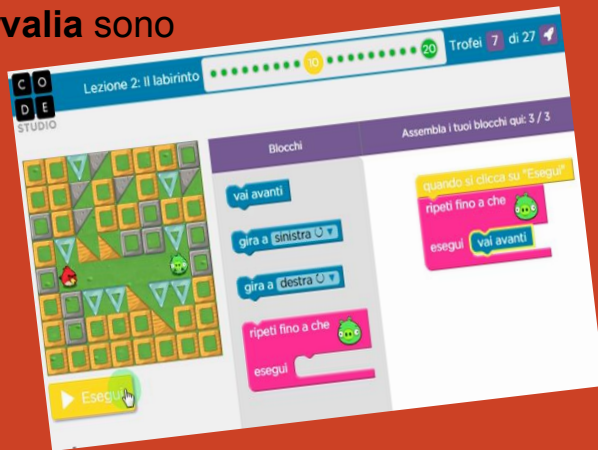 valia sono
CODE
STUDIO
Lezione 2: Il labirinto
10
20
Trofei 7 di 27
Blocchi
Assembla i tuoi blocchi qui: 3 / 3
vai avanti
gira a sinistra
gira a destra
ripeti fino a che
esegui
quando si clicca su "Esegui"
ripeti fino a che
esegui vai avanti
Esegui